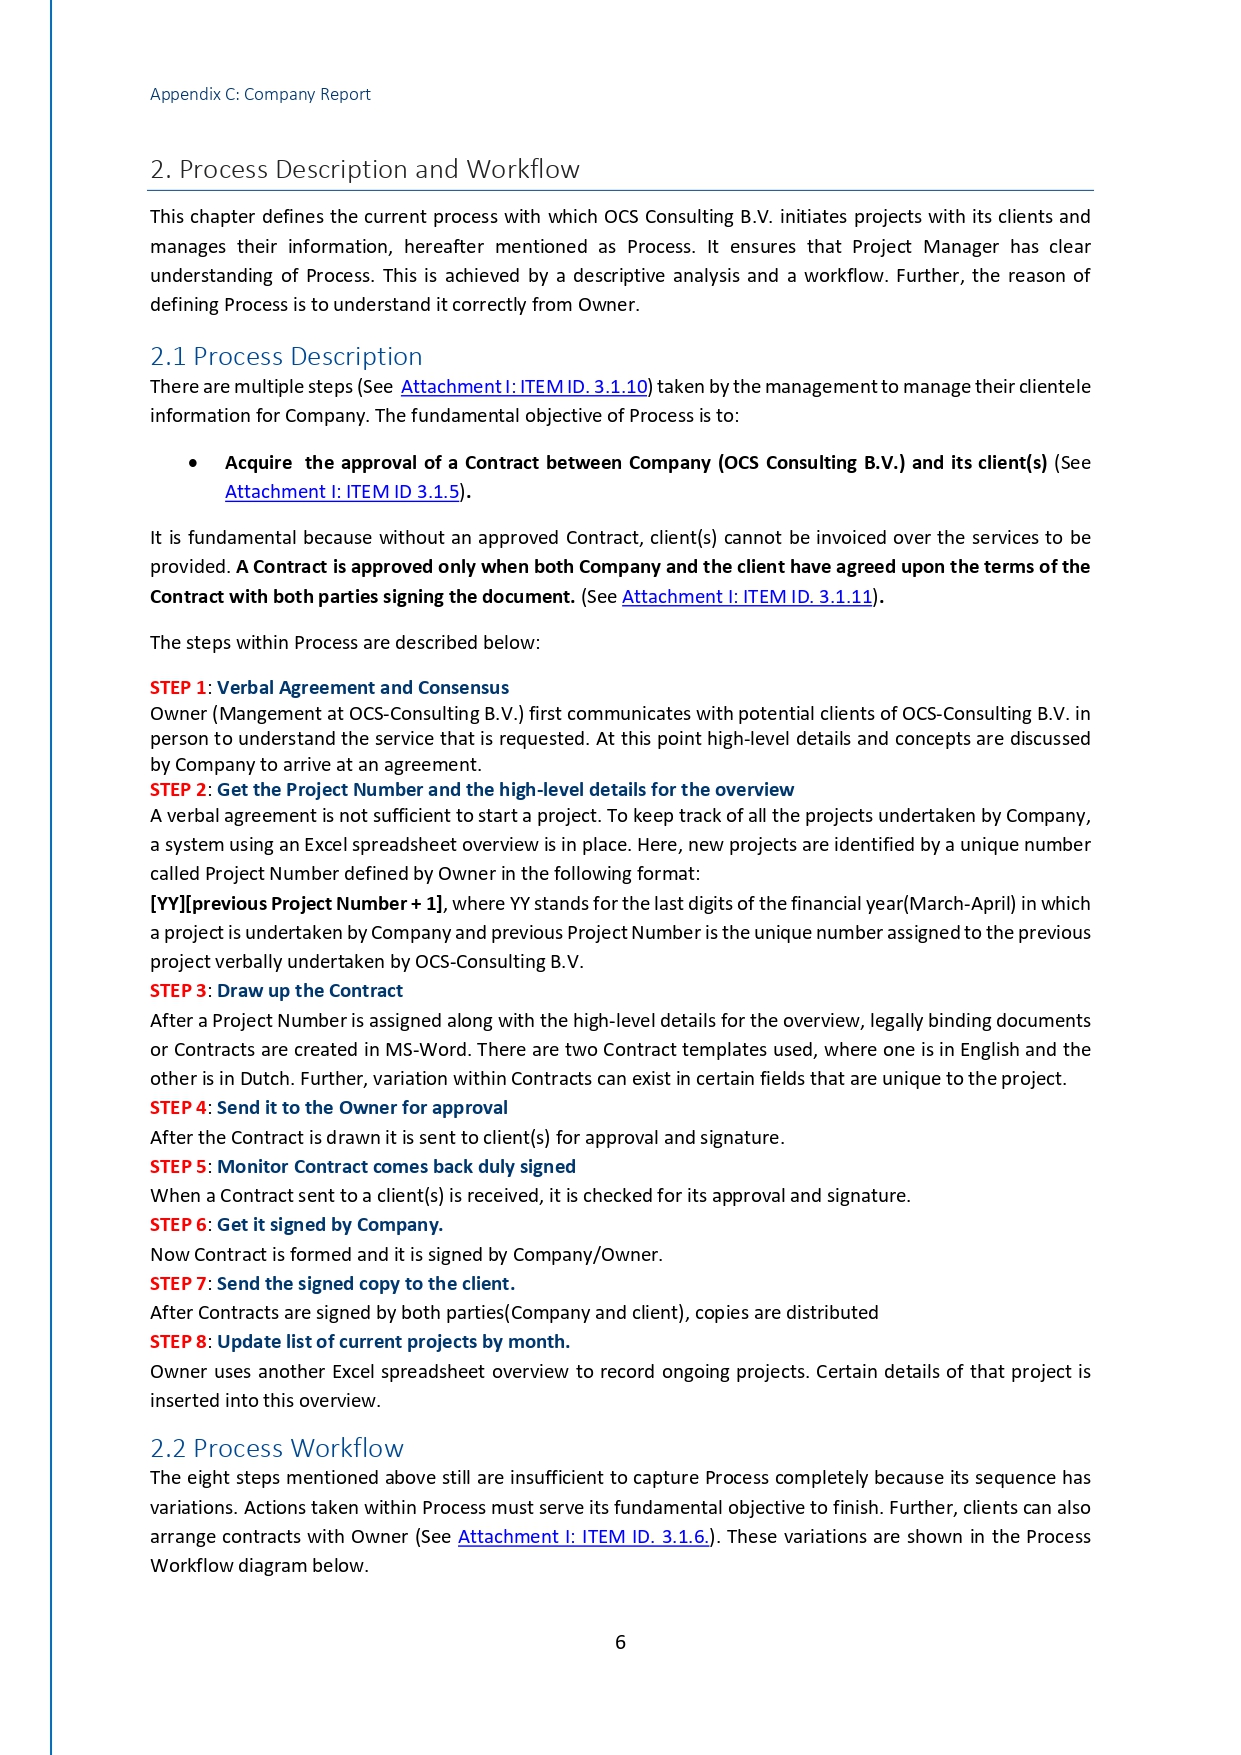 Appendix C: Company Report
2. Process Description and Workflow
This chapter defines the current process with which OCS Consulting B.V. initiates projects with its clients and
manages their information, hereafter mentioned as Process. It ensures that Project Manager has clear
understanding of Process. This is achieved by a descriptive analysis and a workflow. Further, the reason of
defining Process is to understand it correctly from Owner.
2.1 Process Description
There are multiple steps (See Attachment I: ITEM ID. 3.1.10) taken by the management to manage their clientele
information for Company. The fundamental objective of Process is to:
• Acquire the approval of a Contract between Company (OCS Consulting B.V.) and its client(s) (See
Attachment I: ITEM ID 3.1.5).
It is fundamental because without an approved Contract, client(s) cannot be invoiced over the services to be
provided. A Contract is approved only when both Company and the client have agreed upon the terms of the
Contract with both parties signing the document. (See Attachment I: ITEM ID. 3.1.11).
The steps within Process are described below:
STEP 1: Verbal Agreement and Consensus
Owner (Mangement at OCS-Consulting B.V.) first communicates with potential clients of OCS-Consulting B.V. in
person to understand the service that is requested. At this point high-level details and concepts are discussed
by Company to arrive at an agreement.
STEP 2: Get the Project Number and the high-level details for the overview
A verbal agreement is not sufficient to start a project. To keep track of all the projects undertaken by Company,
a system using an Excel spreadsheet overview is in place. Here, new projects are identified by a unique number
called Project Number defined by Owner in the following format:
[YY][previous Project Number + 1], where YY stands for the last digits of the financial year(March-April) in which
a project is undertaken by Company and previous Project Number is the unique number assigned to the previous
project verbally undertaken by OCS-Consulting B.V.
STEP 3: Draw up the Contract
After a Project Number is assigned along with the high-level details for the overview, legally binding documents
or Contracts are created in MS-Word. There are two Contract templates used, where one is in English and the
other is in Dutch. Further, variation within Contracts can exist in certain fields that are unique to the project.
STEP 4: Send it to the Owner for approval
After the Contract is drawn it is sent to client(s) for approval and signature.
STEP 5: Monitor Contract comes back duly signed
When a Contract sent to a client(s) is received, it is checked for its approval and signature.
STEP 6: Get it signed by Company.
Now Contract is formed and it is signed by Company/Owner.
STEP 7: Send the signed copy to the client.
After Contracts are signed by both parties(Company and client), copies are distributed
STEP 8: Update list of current projects by month.
Owner uses another Excel spreadsheet overview to record ongoing projects. Certain details of that project is
inserted into this overview.
2.2 Process Workflow
The eight steps mentioned above still are insufficient to capture Process completely because its sequence has
variations. Actions taken within Process must serve its fundamental objective to finish. Further, clients can also
arrange contracts with Owner (See Attachment I: ITEM ID. 3.1.6.). These variations are shown in the Process
Workflow diagram below.
6